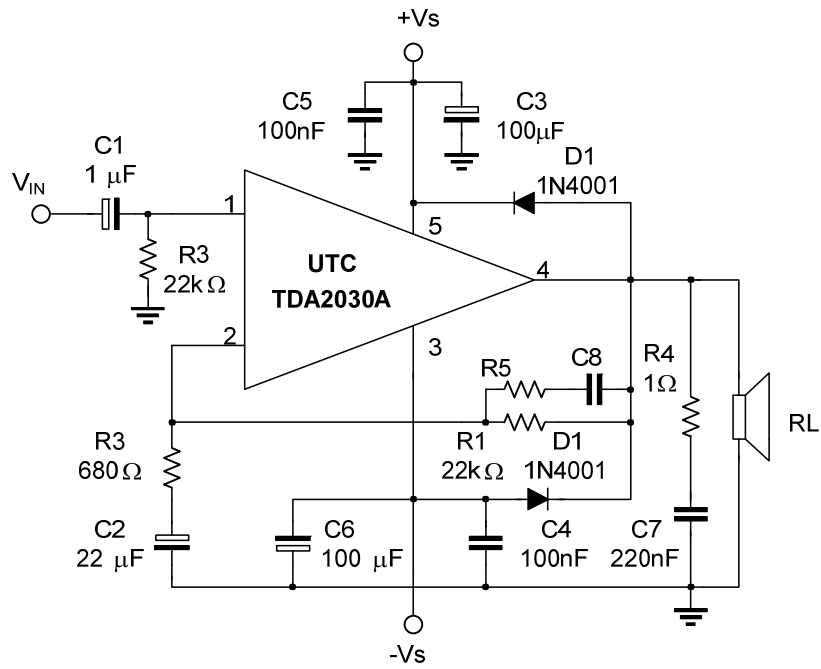 +Vs
C5
100nF
C3
100μF
C1
1 μF
D1
1N4001
VIN
1
5
R3
22kΩ
UTC
TDA2030A
4
2
3
R5
C8
R4
1Ω
RL
R3
680Ω
R1
22kΩ
D1
1N4001
C2
22 μF
C6
100 μF
C4
100nF
C7
220nF
-Vs